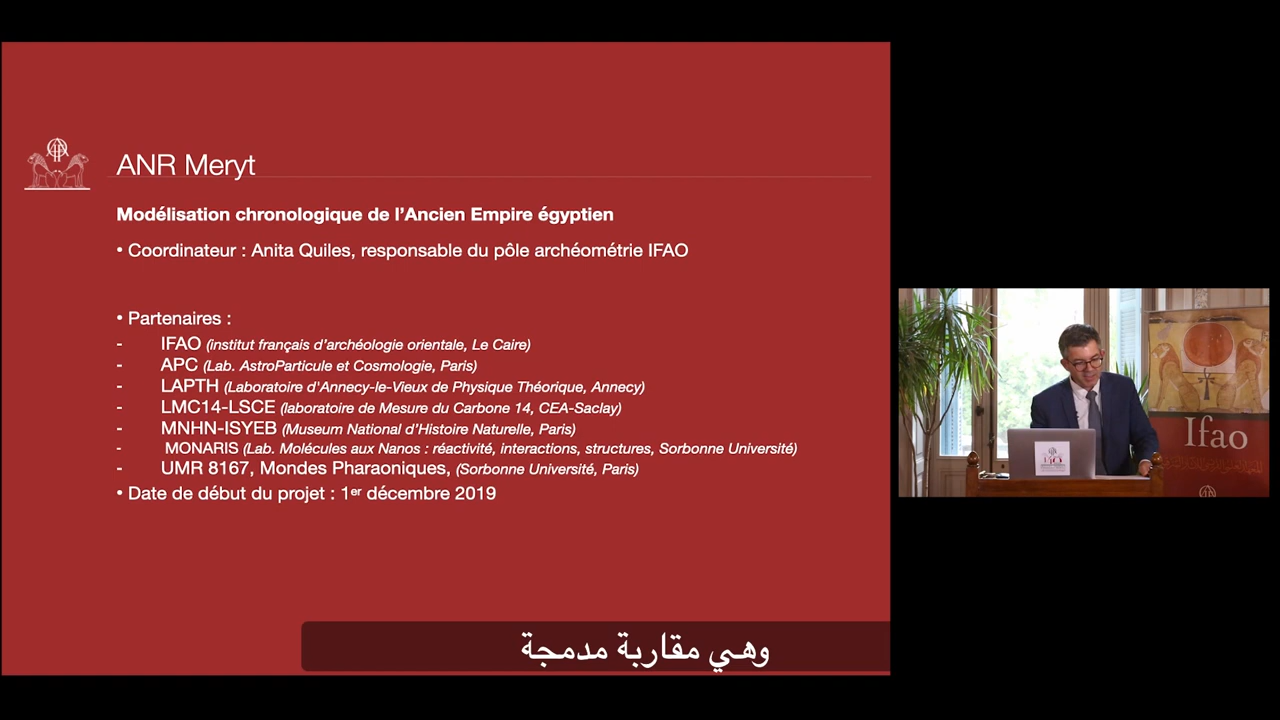 ANR Meryt
Modélisation chronologique de l'Ancien Empire égyptien
• Coordinateur : Anita Quiles, responsable du pôle archéométrie IFAO
• Partenaires :
- IFAO (institut français d'archéologie orientale, Le Caire)
- APC (Lab. AstroParticule et Cosmologie, Paris)
- LAPTH (Laboratoire d'Annecy-le-Vieux de Physique Théorique, Annecy)
- LMC14-LSCE (laboratoire de Mesure du Carbone 14, CEA-Saclay)
- MNHN-ISYEB (Museum National d'Histoire Naturelle, Paris)
- MONARIS (Lab. Molécules aux Nanos : réactivité, interactions, structures, Sorbonne Université)
- UMR 8167, Mondes Pharaoniques, (Sorbonne Université, Paris)
• Date de début du projet : 1er décembre 2019
وهي مقاربة مدمجة
Ifao